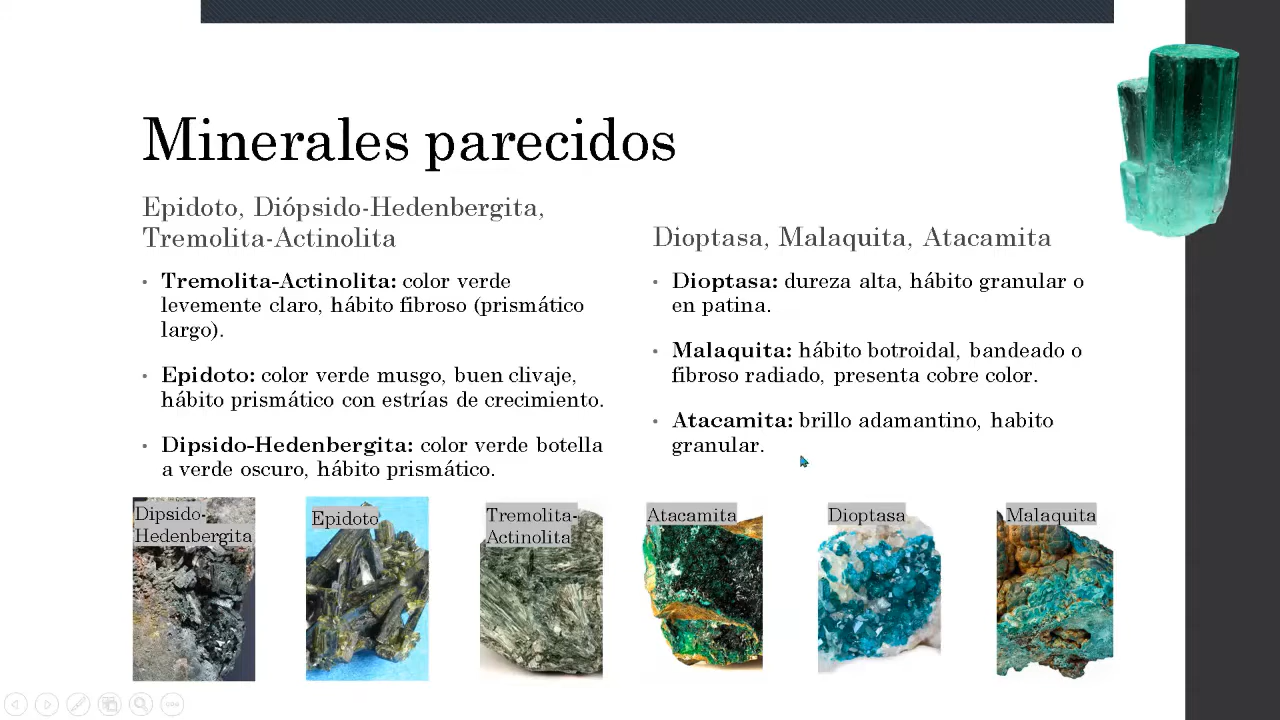 Minerales parecidos
Epidoto, Diópsido-Hedenbergita,
Tremolita-Actinolita
• Tremolita-Actinolita: color verde
levemente claro, hábito fibroso (prismático
largo).
• Epidoto: color verde musgo, buen clivaje,
hábito prismático con estrías de crecimiento.
• Dipsido-Hedenbergita: color verde botella
a verde oscuro, hábito prismático.
Dioptasa, Malaquita, Atacamita
• Dioptasa: dureza alta, hábito granular o
en patina.
• Malaquita: hábito botroidal, bandeado o
fibroso radiado, presenta cobre color.
• Atacamita: brillo adamantino, habito
granular.
Dipsido-
Hedenbergita
Epidoto
Tremolita-
Actinolita
Atacamita
Dioptasa
Malaquita